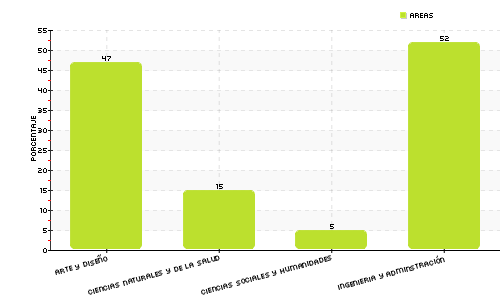 AREAS
PORCENTAJE
55
50
45
40
35
30
25
20
15
10
5
0
47
15
5
52
ARTE Y DISEÑO
CIENCIAS NATURALES Y DE LA SALUD
CIENCIAS SOCIALES Y HUMANIDADES
INGENIERIA Y ADMINSTRACIÓN